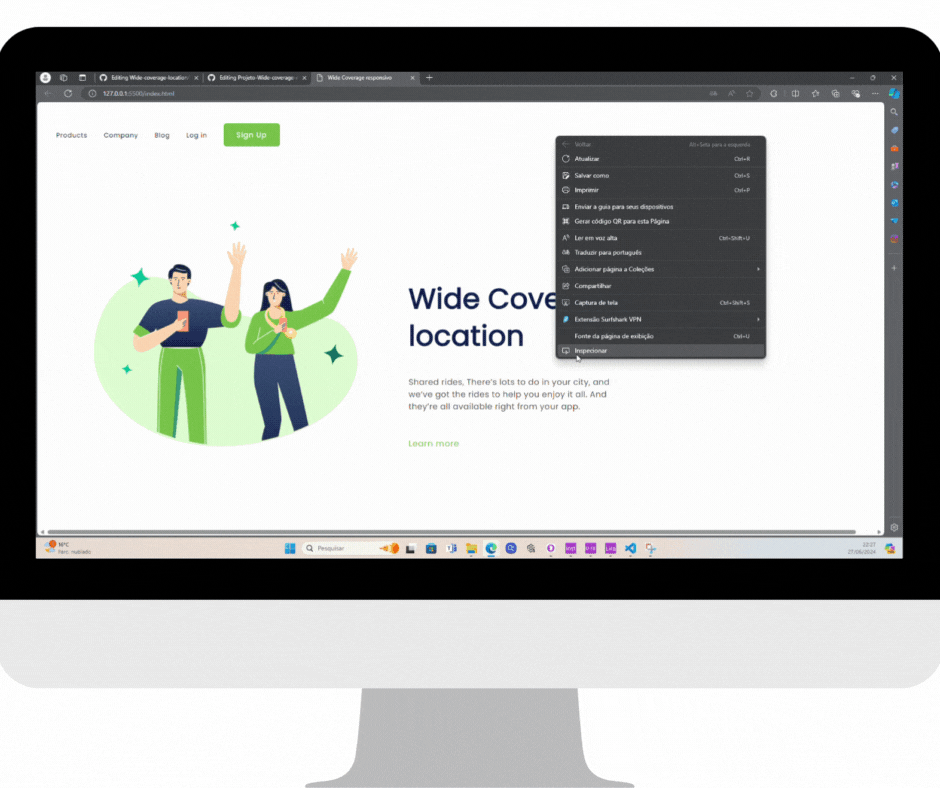 Editing Wide-coverage-location
Editing Projeto-Wide-coverage-
Wide Coverage responsivo
127.0.0.1:5500/index.html
Products
Company
Blog
Log in
Sign Up
Voltar
Alt+Seta para a esquerda
Atualizar
Ctrl+R
Salvar como
Ctrl+S
Imprimir
Ctrl+P
Enviar a guia para seus dispositivos
Gerar código QR para esta Página
Ler em voz alta
Ctrl+Shift+U
Traduzir para português
Adicionar página a Coleções
Compartilhar
Captura de tela
Ctrl+Shift+S
Extensão Surfshark VPN
Fonte da página de exibição
Ctrl+U
Inspecionar
Wide Cove
location
Shared rides, There's lots to do in your city, and
we've got the rides to help you enjoy it all. And
they're all available right from your app.
Learn more
16°C
Parc. nublado
Pesquisar
22:27
27/06/2024